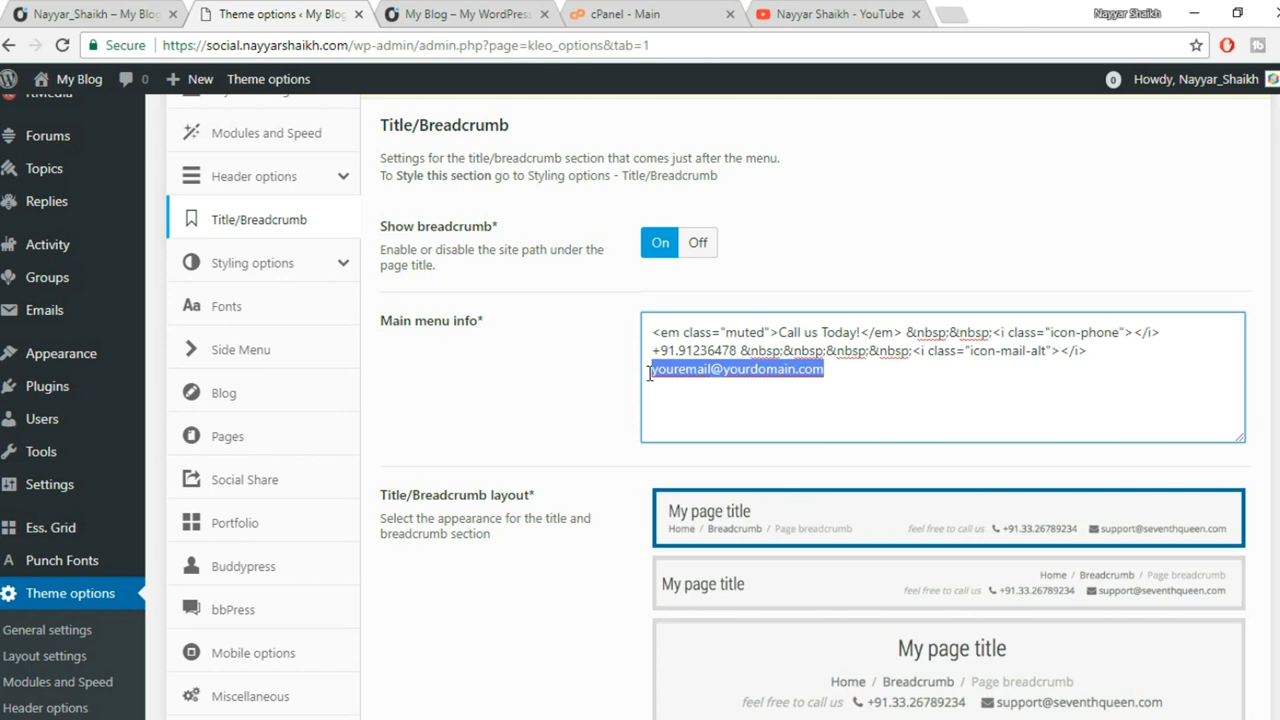 Nayyar_Shaikh – My Blo
Theme options ‹ My Blo
My Blog – My WordPress
cPanel - Main
Nayyar Shaikh - YouTube
Nayyar Shaikh
Secure
https://social.nayyarshaikh.com/wp-admin/admin.php?page=kleo_options&tab=1
My Blog
0
New
Theme options
0
Howdy, Nayyar_Shaikh
Forums
Topics
Replies
Activity
Groups
Emails
Appearance
Plugins
Users
Tools
Settings
Ess. Grid
Punch Fonts
Theme options
General settings
Layout settings
Modules and Speed
Header options
Modules and Speed
Header options
Title/Breadcrumb
Styling options
Aa Fonts
Side Menu
Blog
Pages
Social Share
Portfolio
Buddypress
bbPress
Mobile options
Miscellaneous
Title/Breadcrumb
Settings for the title/breadcrumb section that comes just after the menu.
To Style this section go to Styling options - Title/Breadcrumb
Show breadcrumb*
Enable or disable the site path under the
page title.
On Off
Main menu info*
<em class="muted">Call us Today!</em> &nbsp;&nbsp;<i class="icon-phone"></i>
+91.91236478 &nbsp;&nbsp;&nbsp;&nbsp;<i class="icon-mail-alt"></i>
youremail@yourdomain.com
Title/Breadcrumb layout*
Select the appearance for the title and
breadcrumb section
My page title
Home / Breadcrumb / Page breadcrumb
feel free to call us +91.33.26789234 support@seventhqueen.com
My page title
Home / Breadcrumb / Page breadcrumb
feel free to call us +91.33.26789234 support@seventhqueen.com
My page title
Home / Breadcrumb / Page breadcrumb
feel free to call us +91.33.26789234 support@seventhqueen.com